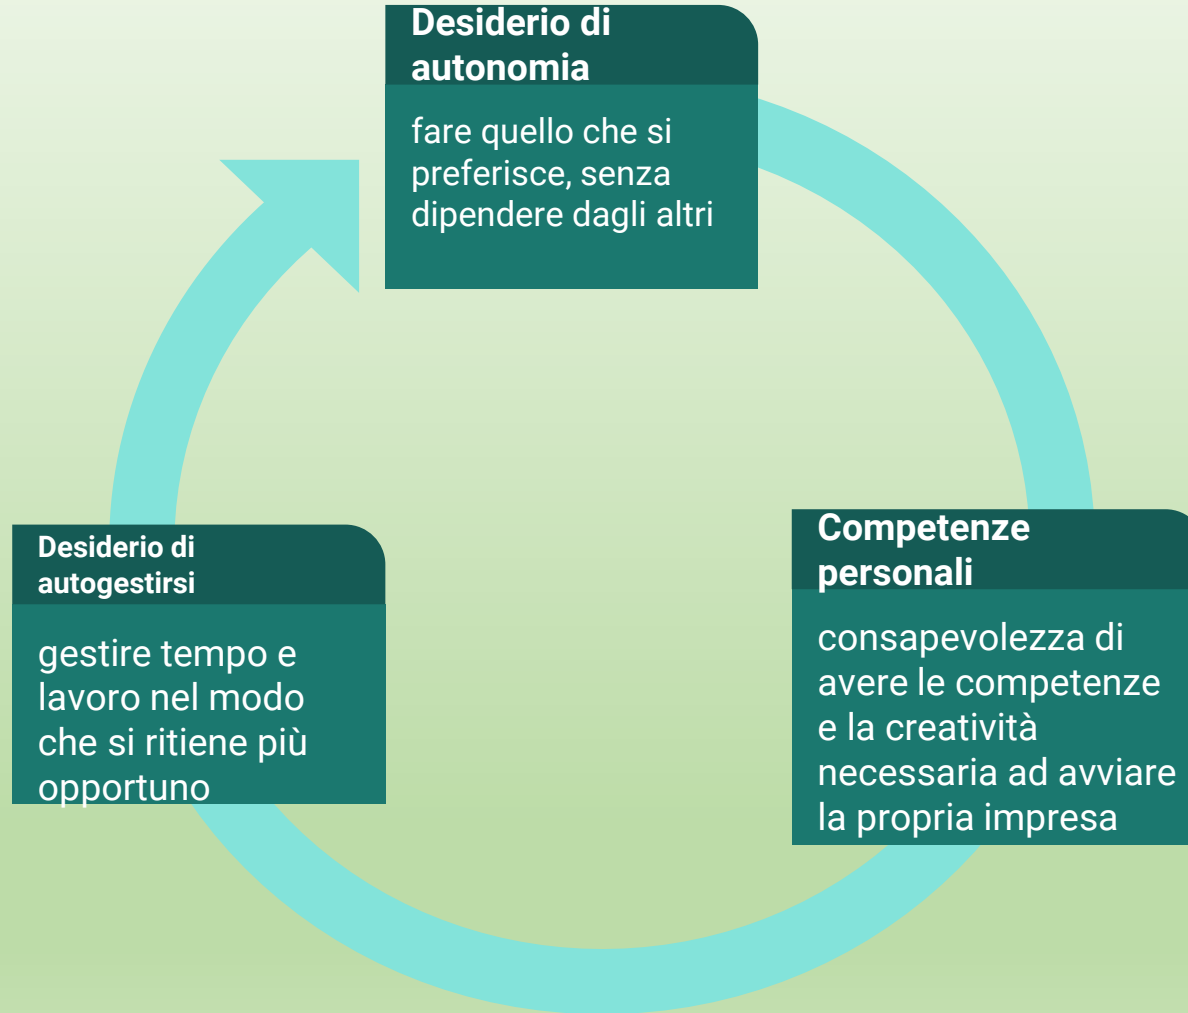 Desiderio di
autonomia
fare quello che si
preferisce, senza
dipendere dagli altri
Competenze
personali
consapevolezza di
avere le competenze
e la creatività
necessaria ad avviare
la propria impresa
Desiderio di
autogestirsi
gestire tempo e
lavoro nel modo
che si ritiene più
opportuno